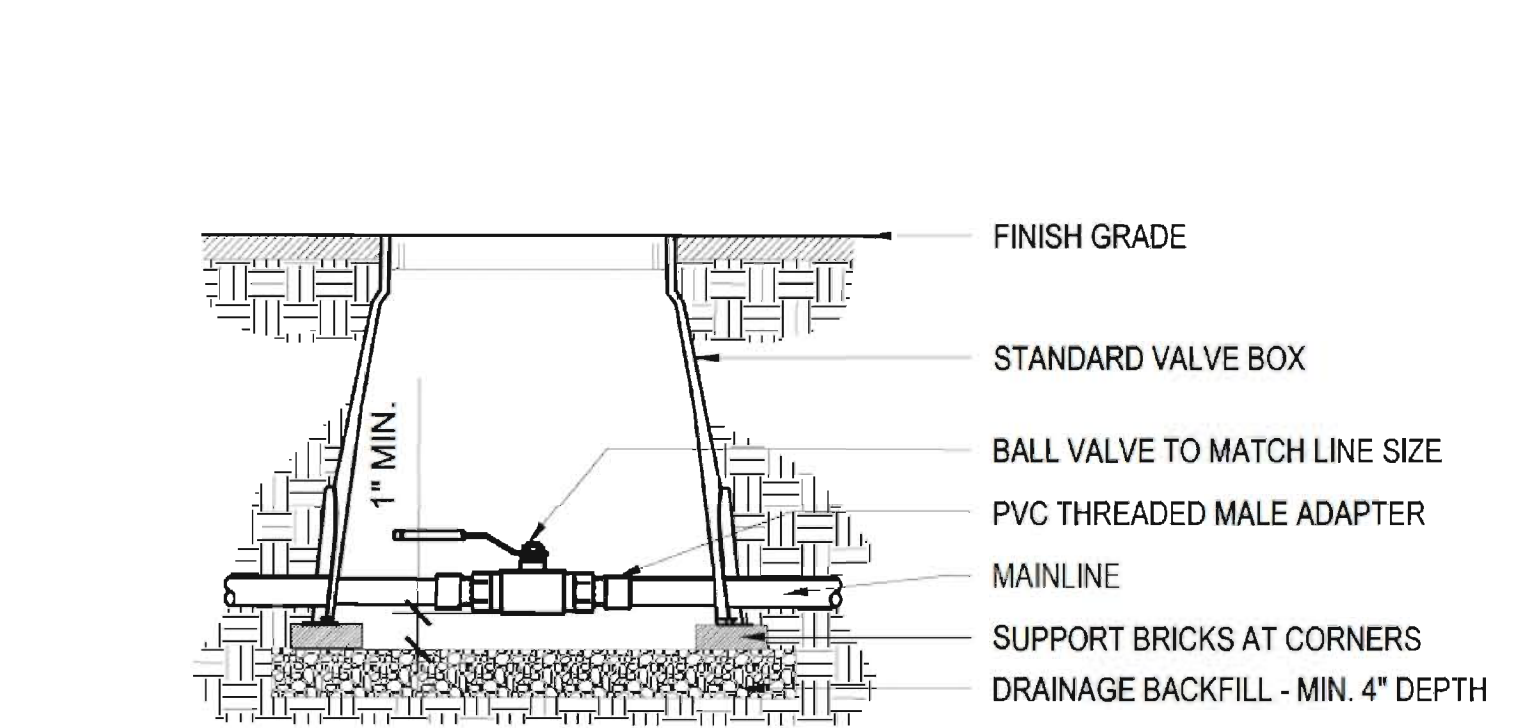 FINISH GRADE
STANDARD VALVE BOX
1" MIN.
BALL VALVE TO MATCH LINE SIZE
PVC THREADED MALE ADAPTER
MAINLINE
SUPPORT BRICKS AT CORNERS
DRAINAGE BACKFILL - MIN. 4" DEPTH